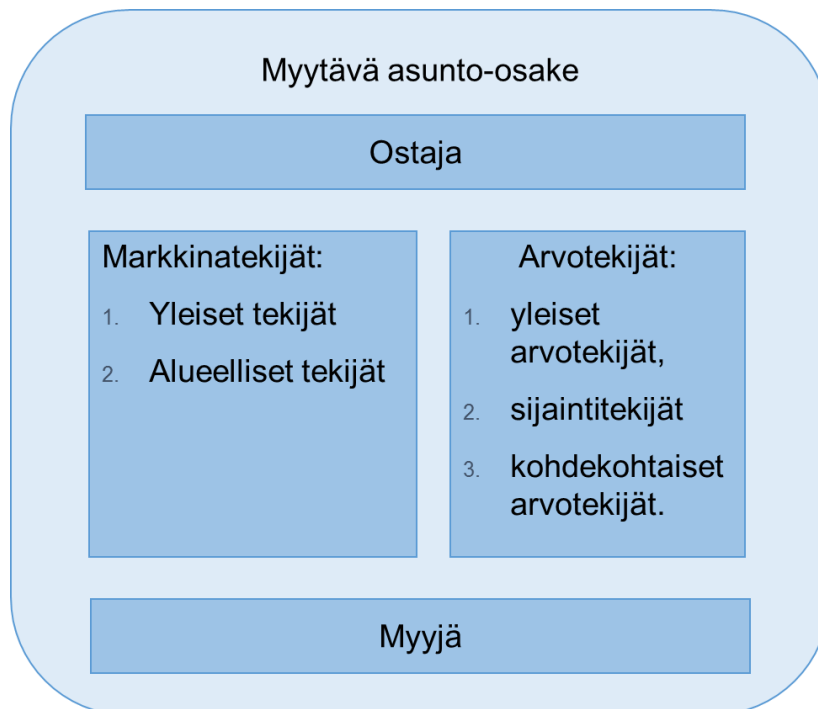 Myytävä asunto-osake
Ostaja
Markkinatekijät:
1. Yleiset tekijät
2. Alueelliset tekijät
Arvotekijät:
1. yleiset
arvotekijät,
2. sijaintitekijät
3. kohdekohtaiset
arvotekijät.
Myyjä